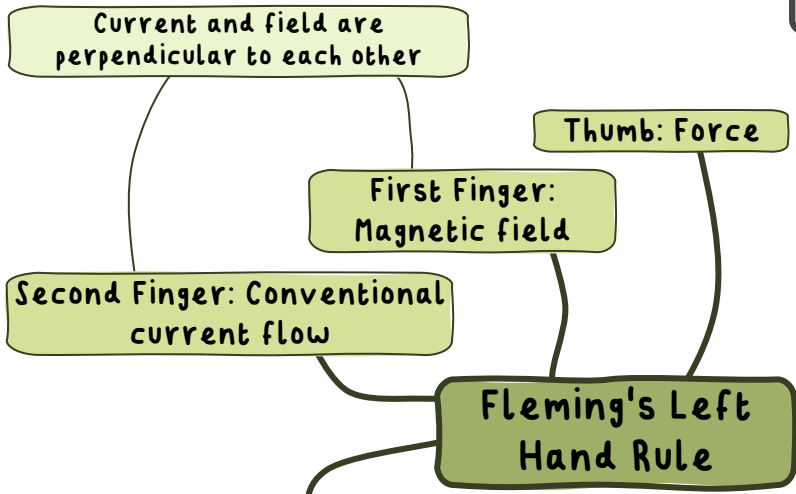 Current and field are
perpendicular to each other
Thumb: Force
First Finger:
Magnetic field
Second Finger: Conventional
current flow
Fleming's Left
Hand Rule